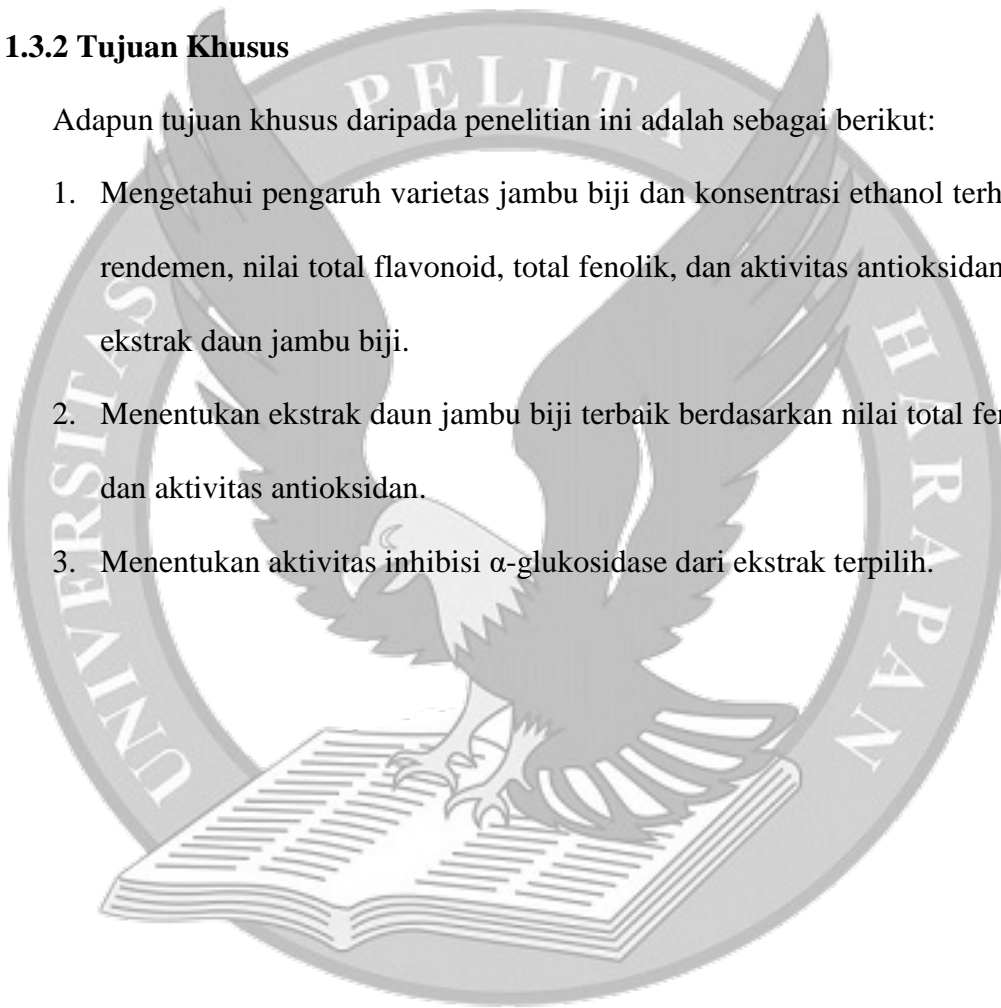 1.3.2 Tujuan Khusus
Adapun tujuan khusus daripada penelitian ini adalah sebagai berikut:
1. Mengetahui pengaruh varietas jambu biji dan konsentrasi ethanol terh
rendemen, nilai total flavonoid, total fenolik, dan aktivitas antioksidan
ekstrak daun jambu biji.
2. Menentukan ekstrak daun jambu biji terbaik berdasarkan nilai total fe
dan aktivitas antioksidan.
3. Menentukan aktivitas inhibisi α-glukosidase dari ekstrak terpilih.
UNIVERSITAS PELITA HARAPAN